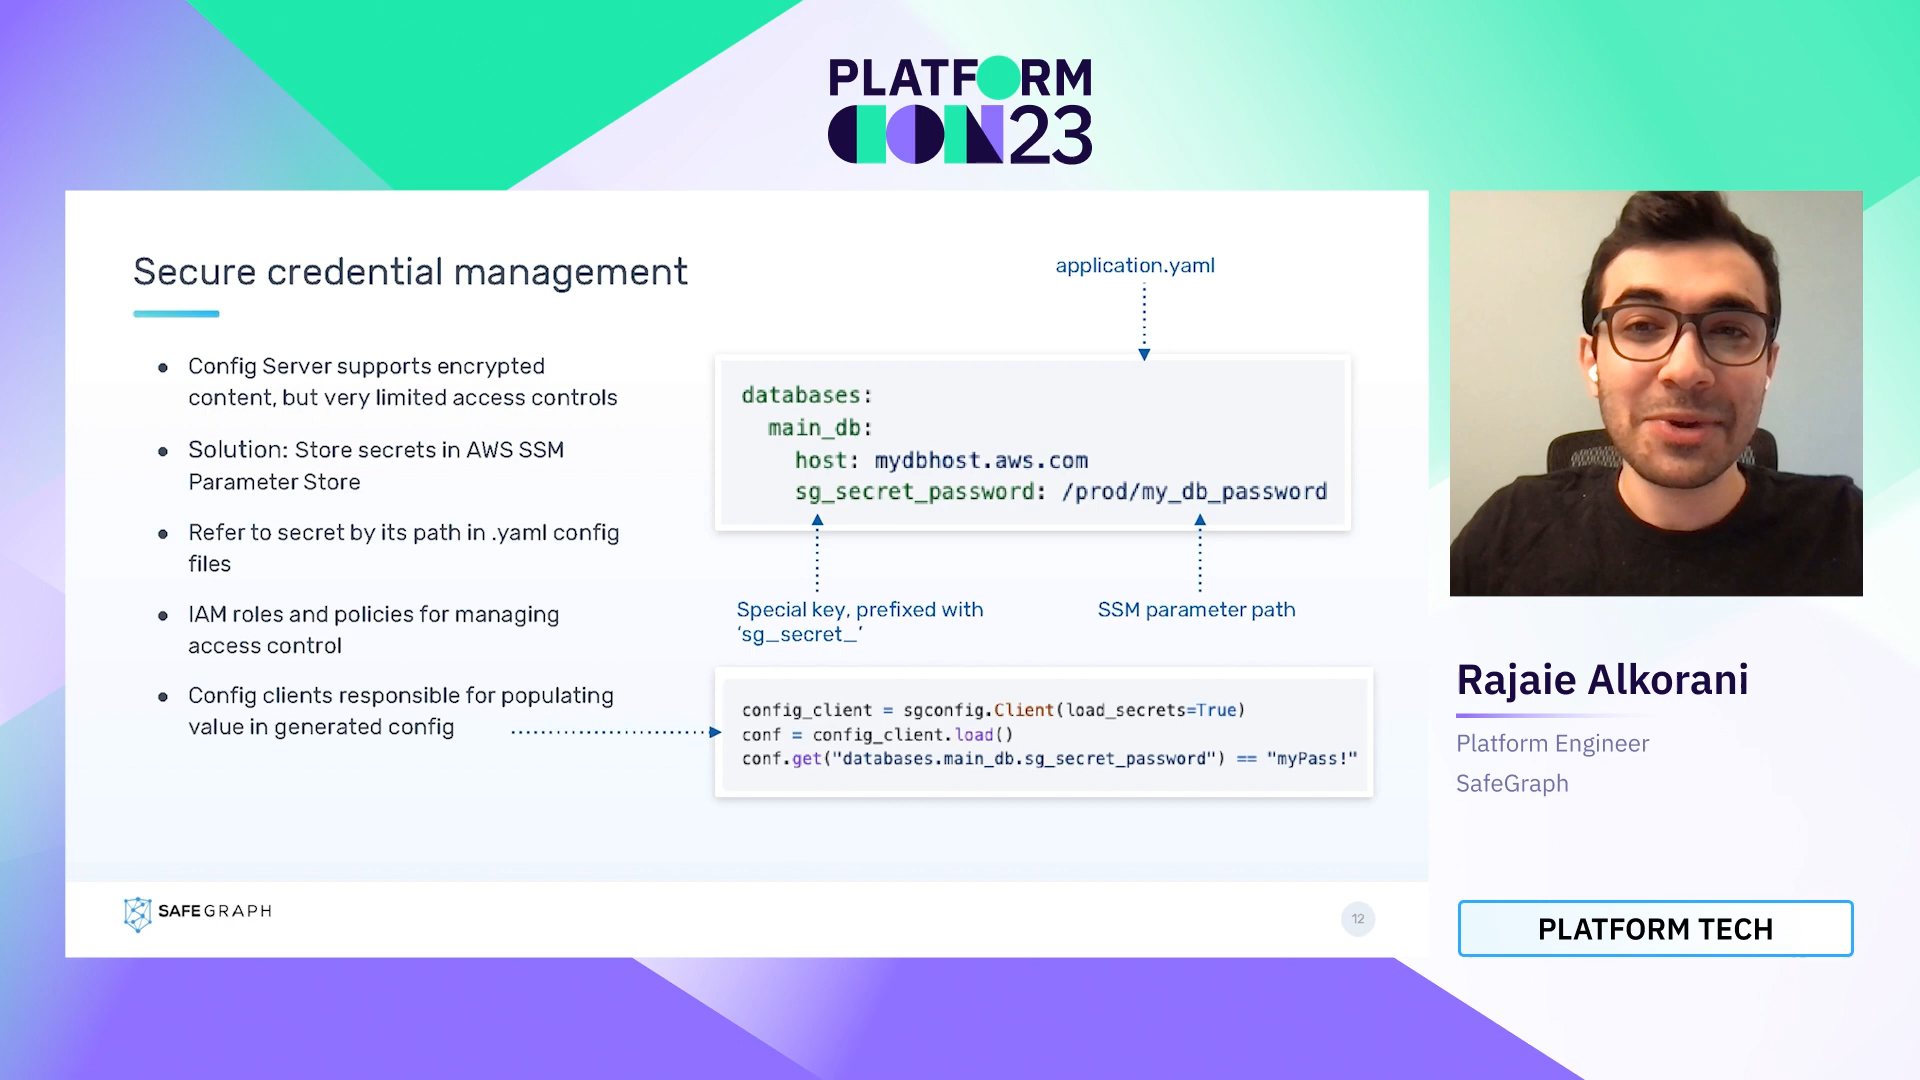 PLATFORM
CON23
Secure credential management
Config Server supports encrypted
content, but very limited access controls
Solution: Store secrets in AWS SSM
Parameter Store
Refer to secret by its path in .yaml config
files
IAM roles and policies for managing
access control
Config clients responsible for populating
value in generated config
application.yaml
databases:
main_db:
host: mydbhost.aws.com
sg_secret_password: /prod/my_db_password
Special key, prefixed with
‘sg_secret_’
SSM parameter path
config_client = sgconfig.Client(load_secrets=True)
conf = config_client.load()
conf.get("databases.main_db.sg_secret_password") == "myPass!"
SAFEGRAPH
12
Rajaie Alkorani
Platform Engineer
SafeGraph
PLATFORM TECH